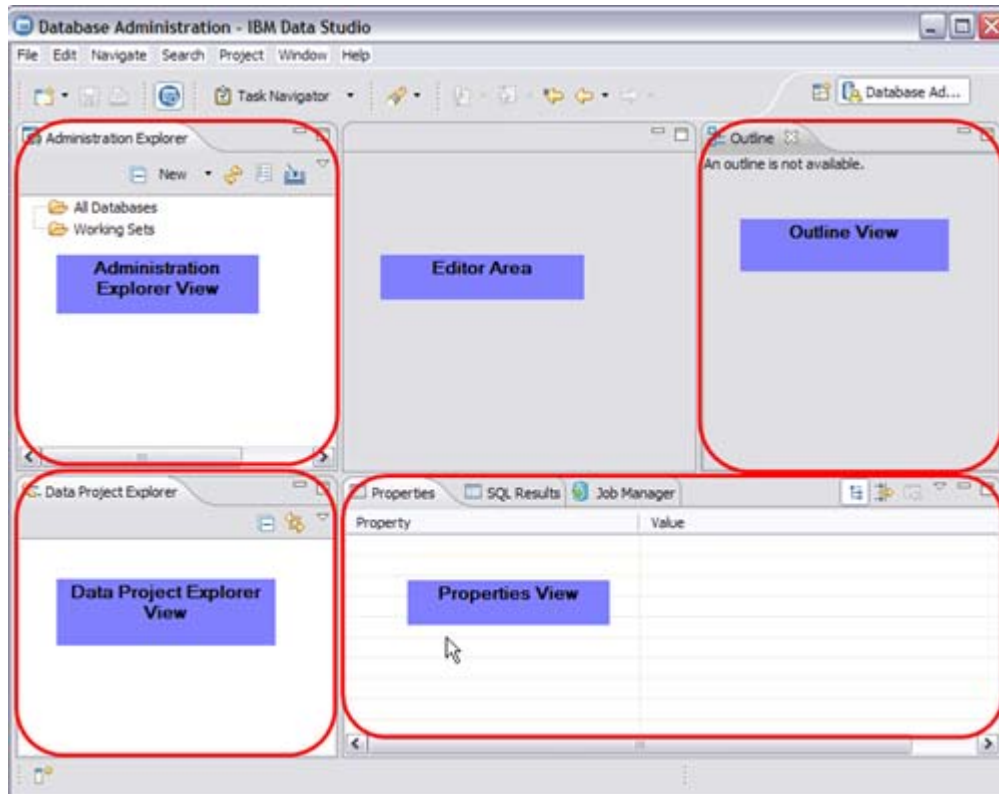 Database Administration - IBM Data Studio
File Edit Navigate Search Project Window Help
Task Navigator
Database Ad...
Administration Explorer
Outline
New
An outline is not available.
All Databases
Working Sets
Administration
Explorer View
Editor Area
Outline View
Data Project Explorer
Properties SQL Results Job Manager
Property Value
Data Project Explorer
View
Properties View